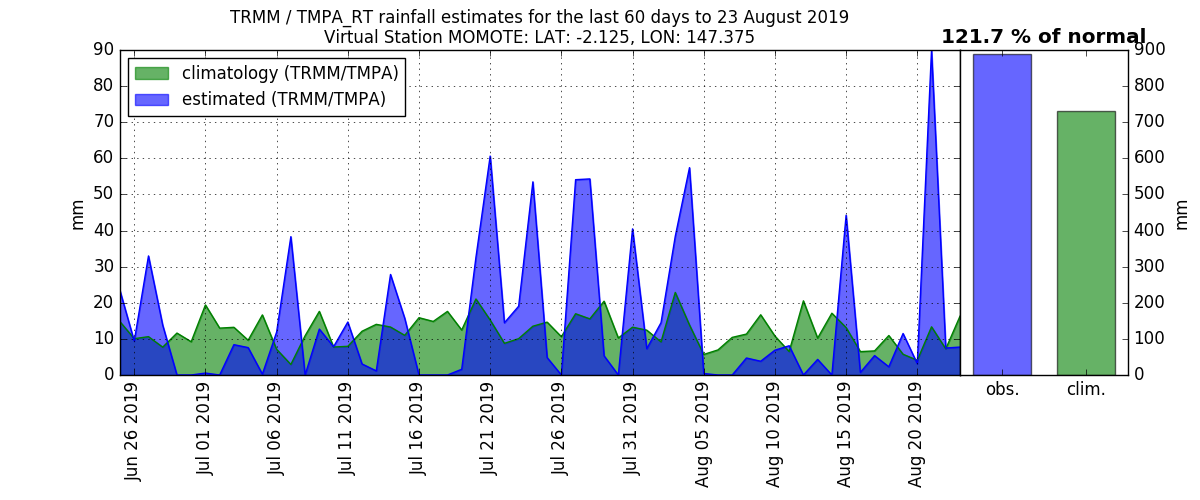 TRMM / TMPA_RT rainfall estimates for the last 60 days to 23 August 2019
Virtual Station MOMOTE: LAT: -2.125, LON: 147.375
121.7 % of normal
climatology (TRMM/TMPA)
estimated (TRMM/TMPA)
90
80
70
60
50
40
30
20
10
0
mm
900
800
700
600
500
400
300
200
100
0
mm
Jun 26 2019
Jul 01 2019
Jul 06 2019
Jul 11 2019
Jul 16 2019
Jul 21 2019
Jul 26 2019
Jul 31 2019
Aug 05 2019
Aug 10 2019
Aug 15 2019
Aug 20 2019
obs.
clim.